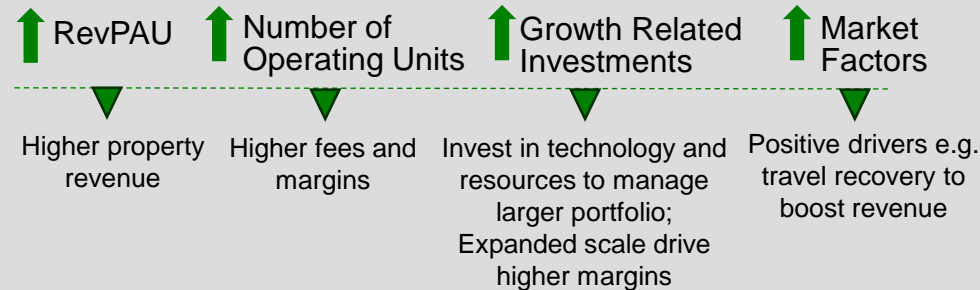 RevPAU
Higher property
revenue
Number of
Operating Units
Higher fees and
margins
Growth Related
Investments
Invest in technology and
resources to manage
larger portfolio;
Expanded scale drive
higher margins
Market
Factors
Positive drivers e.g.
travel recovery to
boost revenue